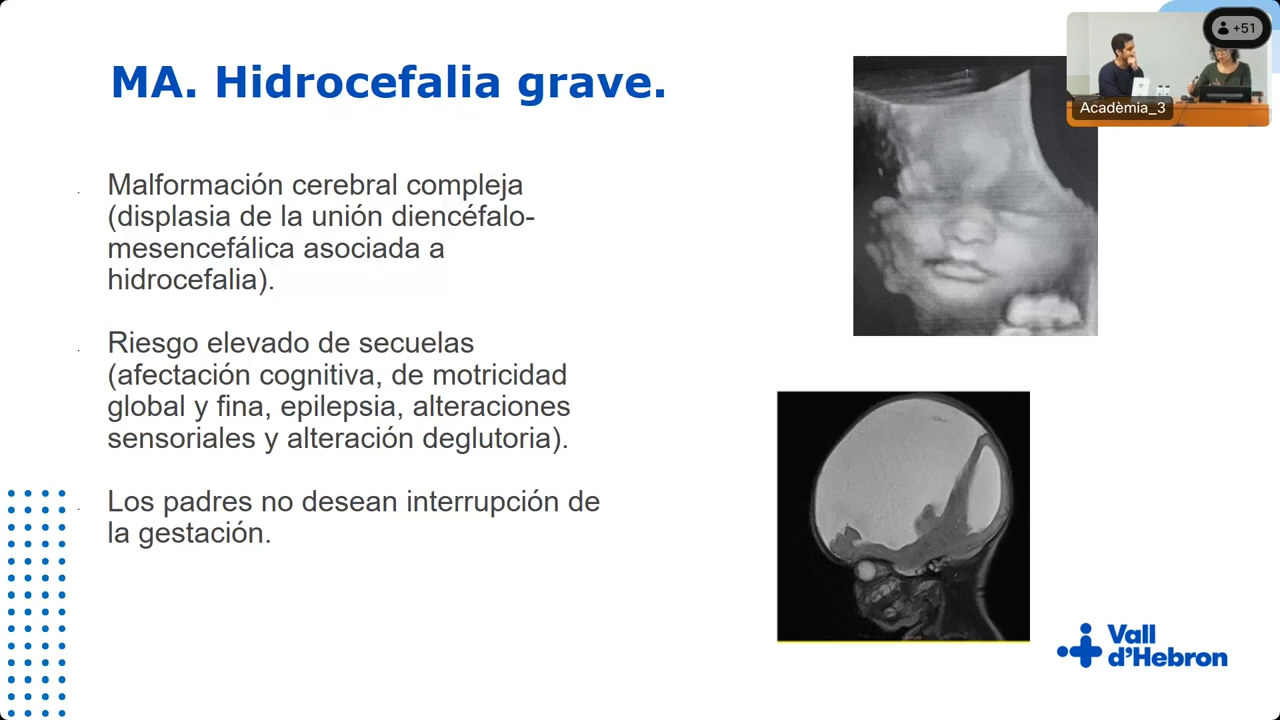 MA. Hidrocefalia grave.
+51
Acadèmia_3
Malformación cerebral compleja
(displasia de la unión diencéfalo-
mesencefálica asociada a
hidrocefalia).
Riesgo elevado de secuelas
(afectación cognitiva, de motricidad
global y fina, epilepsia, alteraciones
sensoriales y alteración deglutoria).
Los padres no desean interrupción de
la gestación.
Vall
d'Hebron